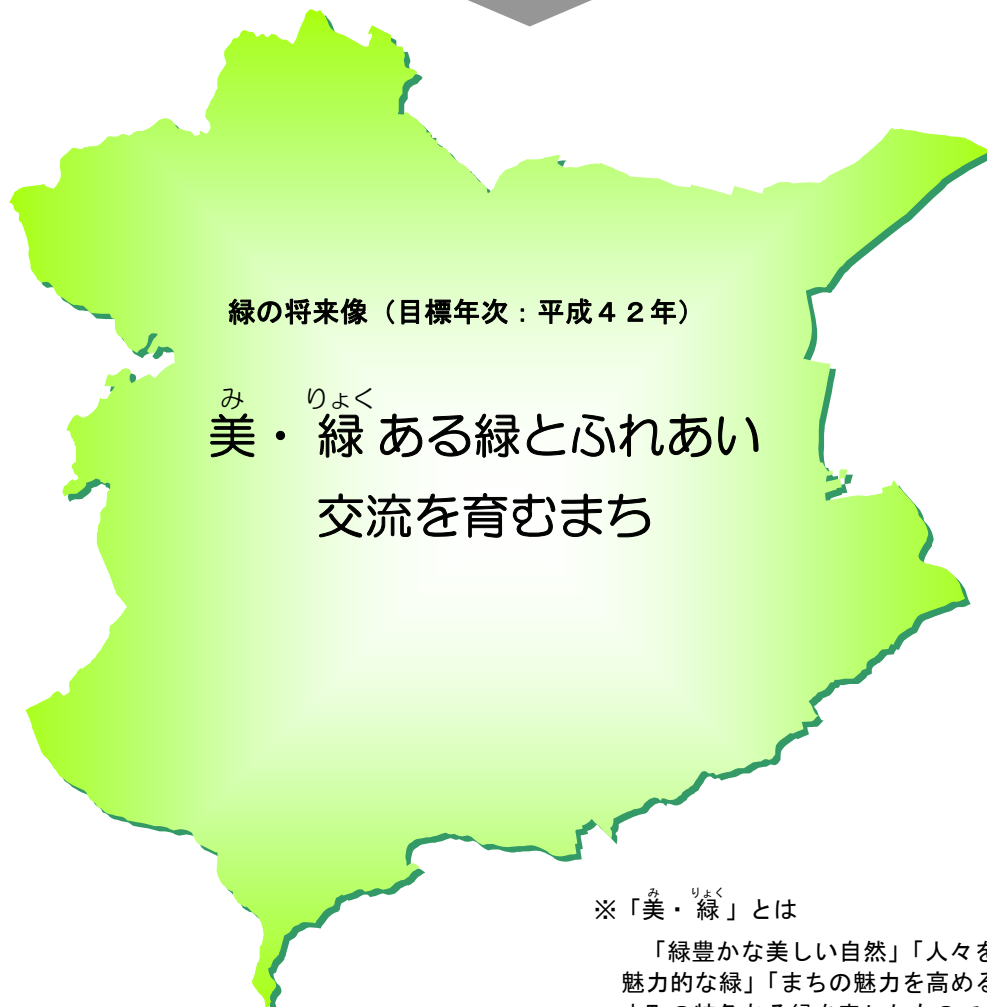 緑の将来像（目標年次：平成４２年）
み りょく
美・緑ある緑とふれあい
交流を育むまち
み りょく
※「美・緑」とは
「緑豊かな美しい自然」「人々を
魅力的な緑」「まちの魅力を高める